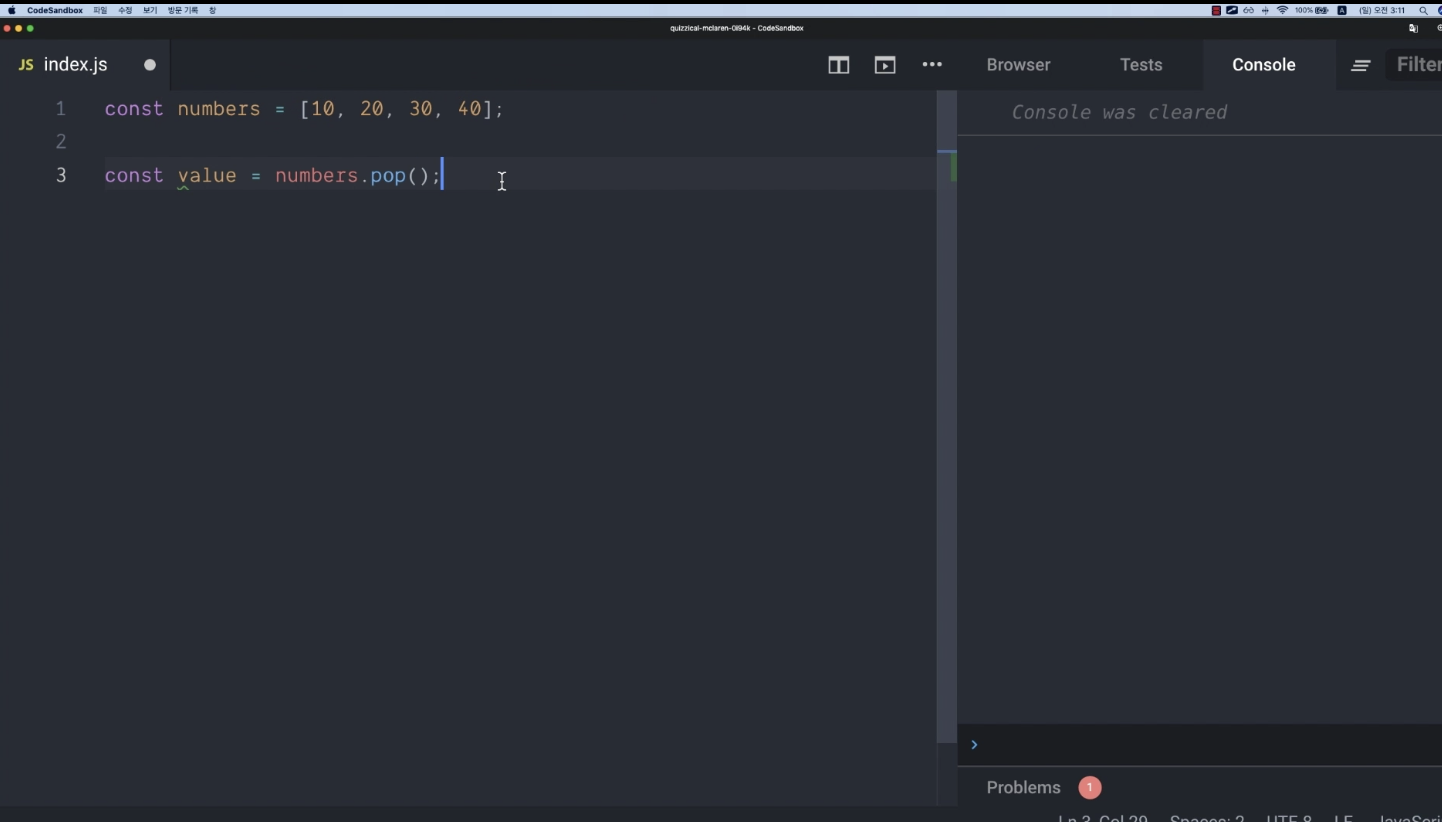 CodeSandbox 파일 수정 보기 방문 기록 창 100% A (일) 오전 3:11
quizzical-mclaren-0l94k - CodeSandbox
JS index.js Browser Tests Console Filter
1 const numbers = [10, 20, 30, 40];
Console was cleared
2
3 const value = numbers.pop();
›
Problems 1
Ln 3, Col 29 Spaces: 2 UTF-8 LF JavaScri